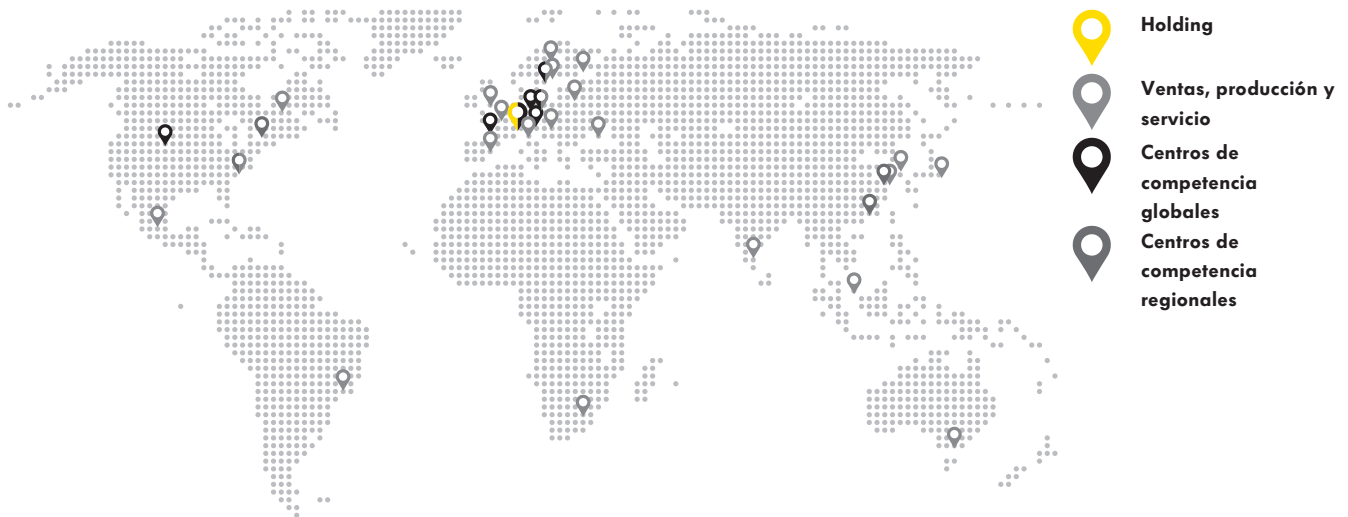 Holding
Ventas, producción y
servicio
Centros de
competencia
globales
Centros de
competencia
regionales